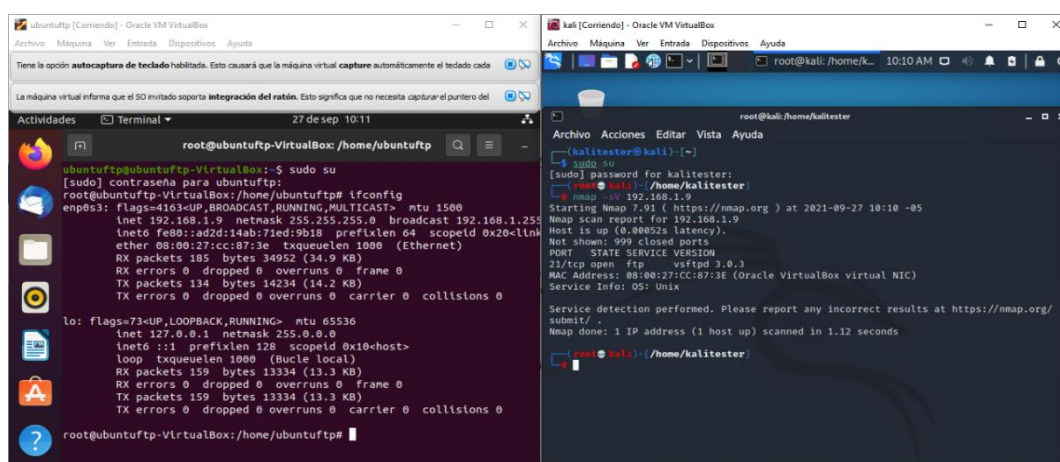 ubuntuftp [Corriendo] - Oracle VM VirtualBox
Archivo Máquina Ver Entrada Dispositivos Ayuda
Tiene la opción autocaptura de teclado habilitada. Esto causará que la máquina virtual capture automáticamente el teclado cada
La máquina virtual informa que el SO invitado soporta integración del ratón. Esto significa que no necesita capturar el puntero del
Actividades Terminal 27 de sep 10:11
root@ubuntuftp-VirtualBox: /home/ubuntuftp
ubuntuftp@ubuntuftp-VirtualBox:~$ sudo su
[sudo] contraseña para ubuntuftp:
root@ubuntuftp-VirtualBox:/home/ubuntuftp# ifconfig
enp0s3: flags=4163<UP,BROADCAST,RUNNING,MULTICAST> mtu 1500
inet 192.168.1.9 netmask 255.255.255.0 broadcast 192.168.1.255
inet6 fe80::ad2d:14ab:71ed:9b18 prefixlen 64 scopeid 0x20<link
ether 08:00:27:cc:87:3e txqueuelen 1000 (Ethernet)
RX packets 185 bytes 34952 (34.9 KB)
RX errors 0 dropped 0 overruns 0 frame 0
TX packets 134 bytes 14234 (14.2 KB)
TX errors 0 dropped 0 overruns 0 carrier 0 collisions 0
lo: flags=73<UP,LOOPBACK,RUNNING> mtu 65536
inet 127.0.0.1 netmask 255.0.0.0
inet6 ::1 prefixlen 128 scopeid 0x10<host>
loop txqueuelen 1000 (Bucle local)
RX packets 159 bytes 13334 (13.3 KB)
RX errors 0 dropped 0 overruns 0 frame 0
TX packets 159 bytes 13334 (13.3 KB)
TX errors 0 dropped 0 overruns 0 carrier 0 collisions 0
root@ubuntuftp-VirtualBox:/home/ubuntuftp#
kali [Corriendo] - Oracle VM VirtualBox
Archivo Máquina Ver Entrada Dispositivos Ayuda
root@kali: /home/k... 10:10 AM
root@kali: /home/kalitester
Archivo Acciones Editar Vista Ayuda
(kalitester㉿kali)-[~]
$ sudo su
[sudo] password for kalitester:
(root💀kali)-[/home/kalitester]
# nmap -sV 192.168.1.9
Starting Nmap 7.91 ( https://nmap.org ) at 2021-09-27 10:10 -05
Nmap scan report for 192.168.1.9
Host is up (0.00052s latency).
Not shown: 999 closed ports
PORT STATE SERVICE VERSION
21/tcp open ftp vsftpd 3.0.3
MAC Address: 08:00:27:CC:87:3E (Oracle VirtualBox virtual NIC)
Service Info: OS: Unix
Service detection performed. Please report any incorrect results at https://nmap.org/
submit/ .
Nmap done: 1 IP address (1 host up) scanned in 1.12 seconds
(root💀kali)-[/home/kalitester]
#